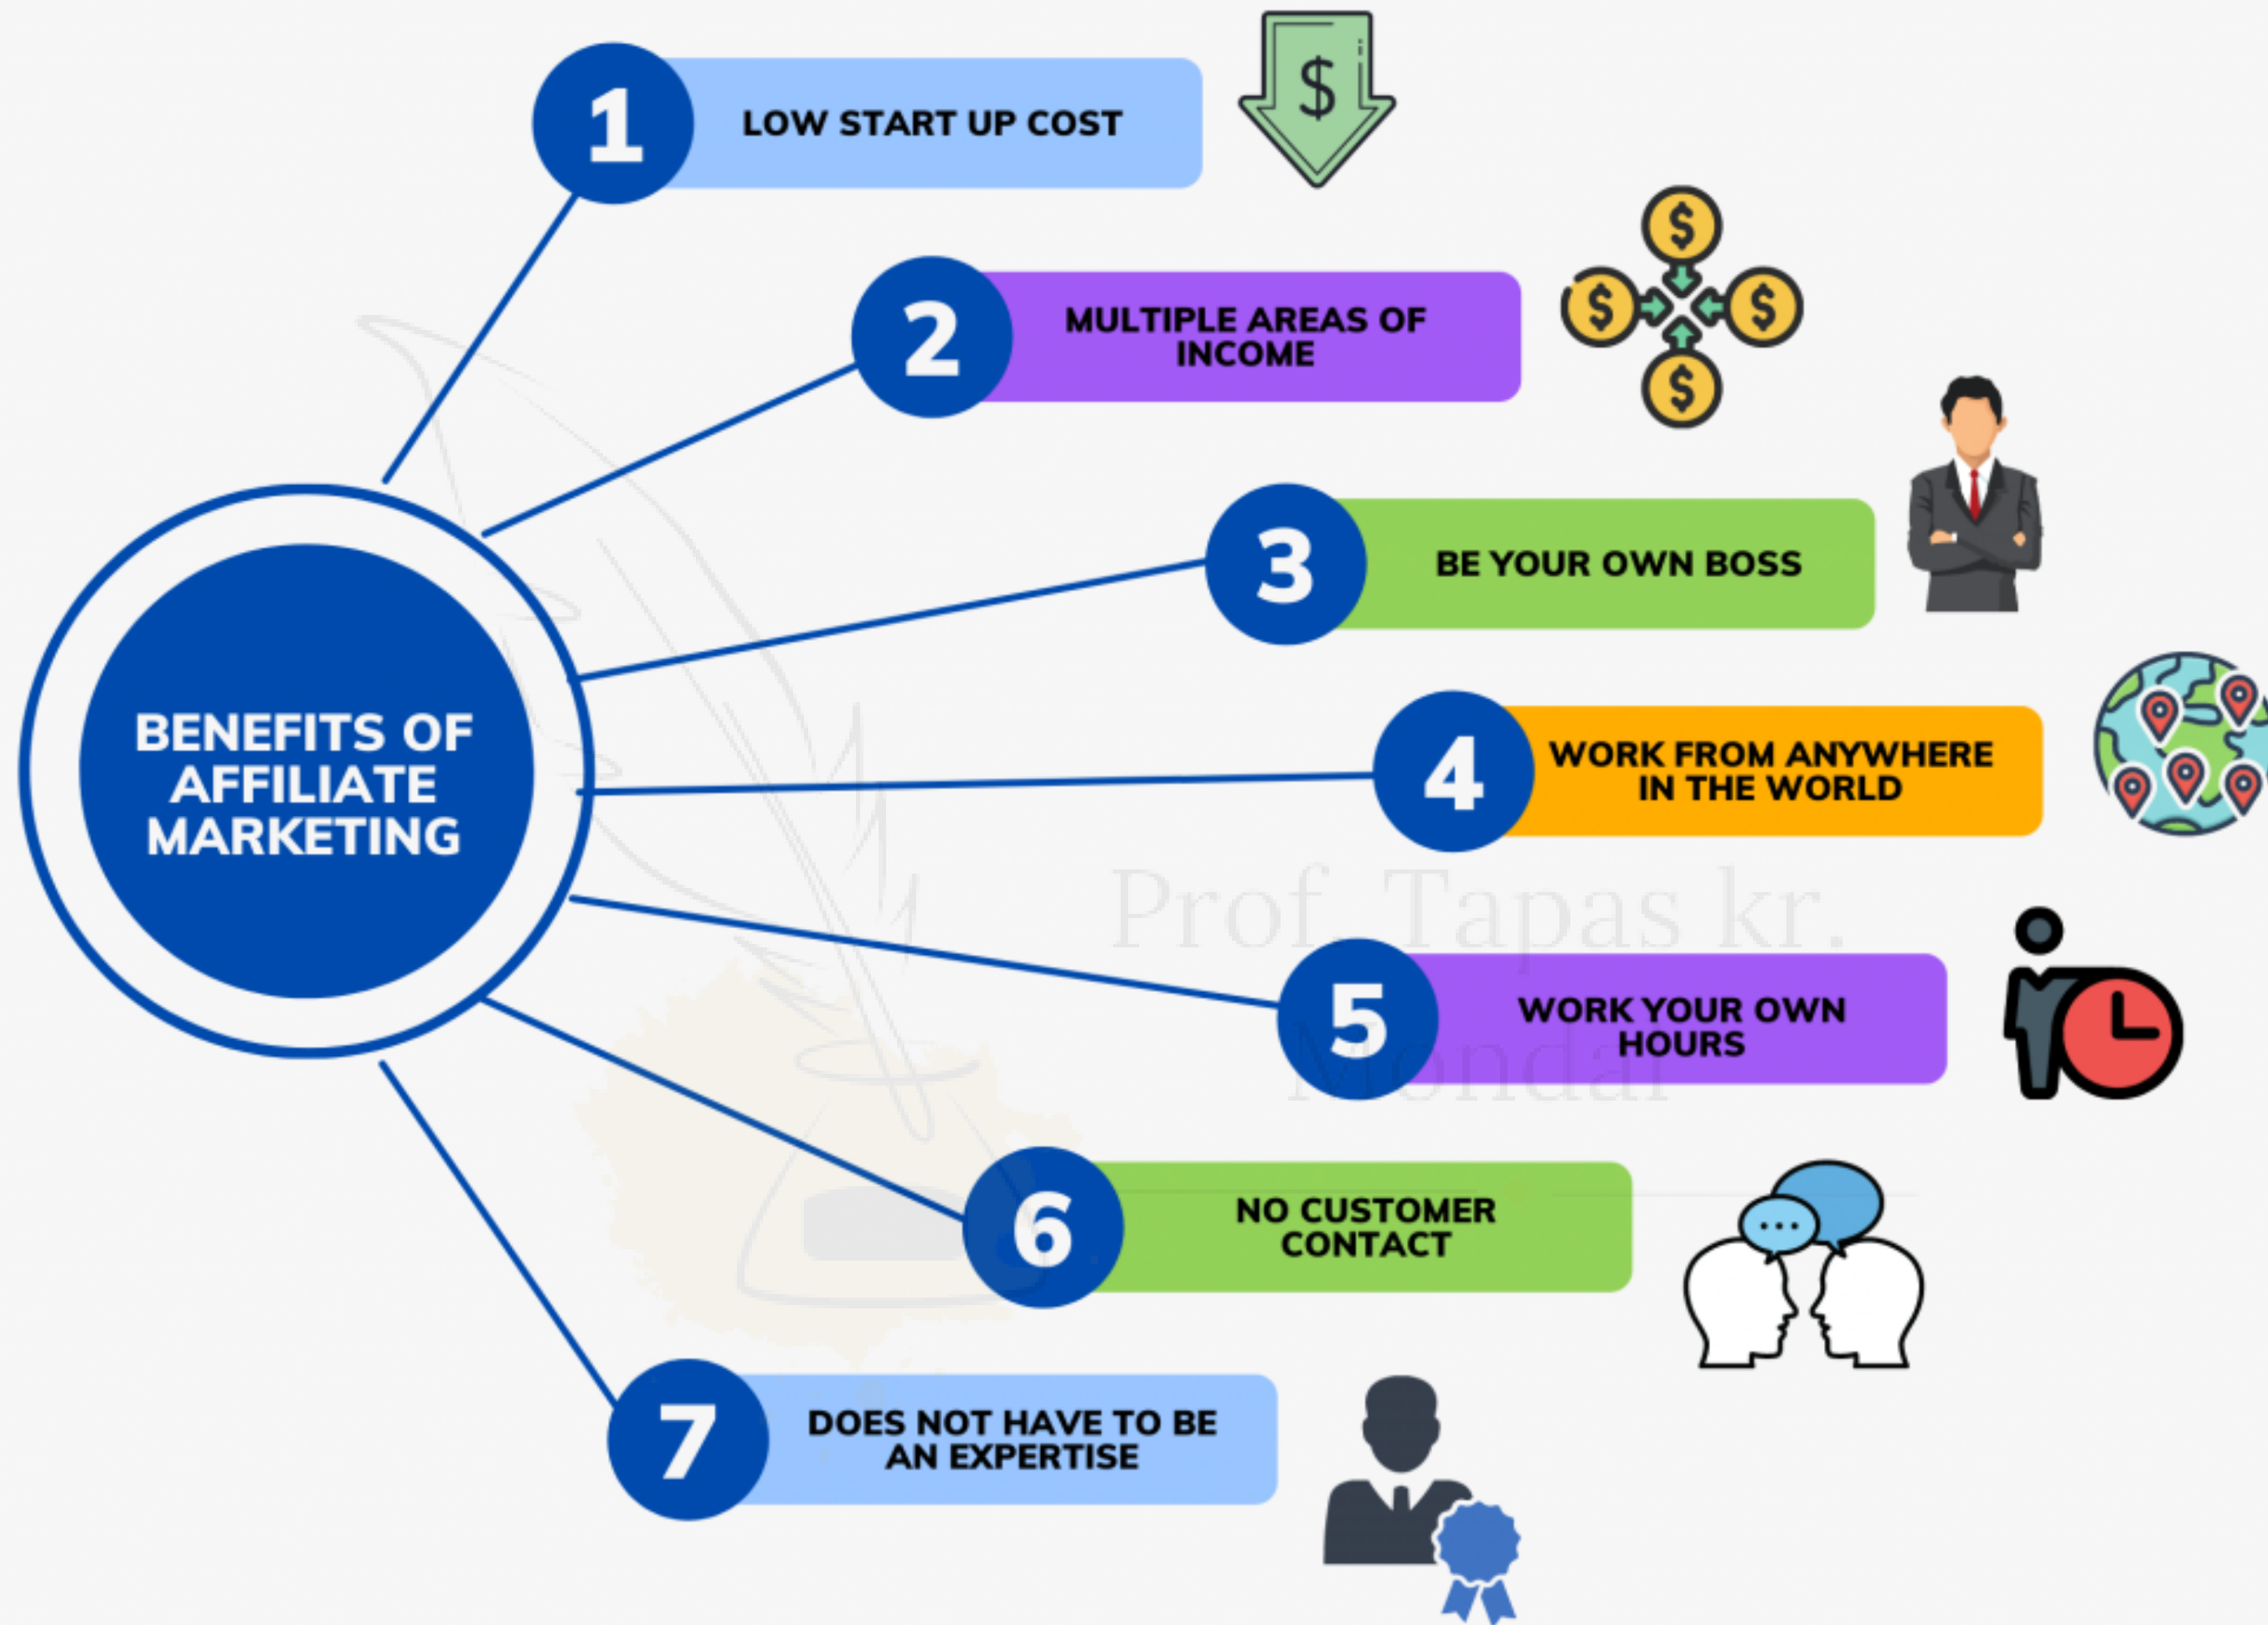 1
LOW START UP COST
2
MULTIPLE AREAS OF
INCOME
3
BE YOUR OWN BOSS
BENEFITS OF
AFFILIATE
MARKETING
4
WORK FROM ANYWHERE
IN THE WORLD
Prof. Tapas kr.
Mondal
5
WORK YOUR OWN
HOURS
6
NO CUSTOMER
CONTACT
7
DOES NOT HAVE TO BE
AN EXPERTISE